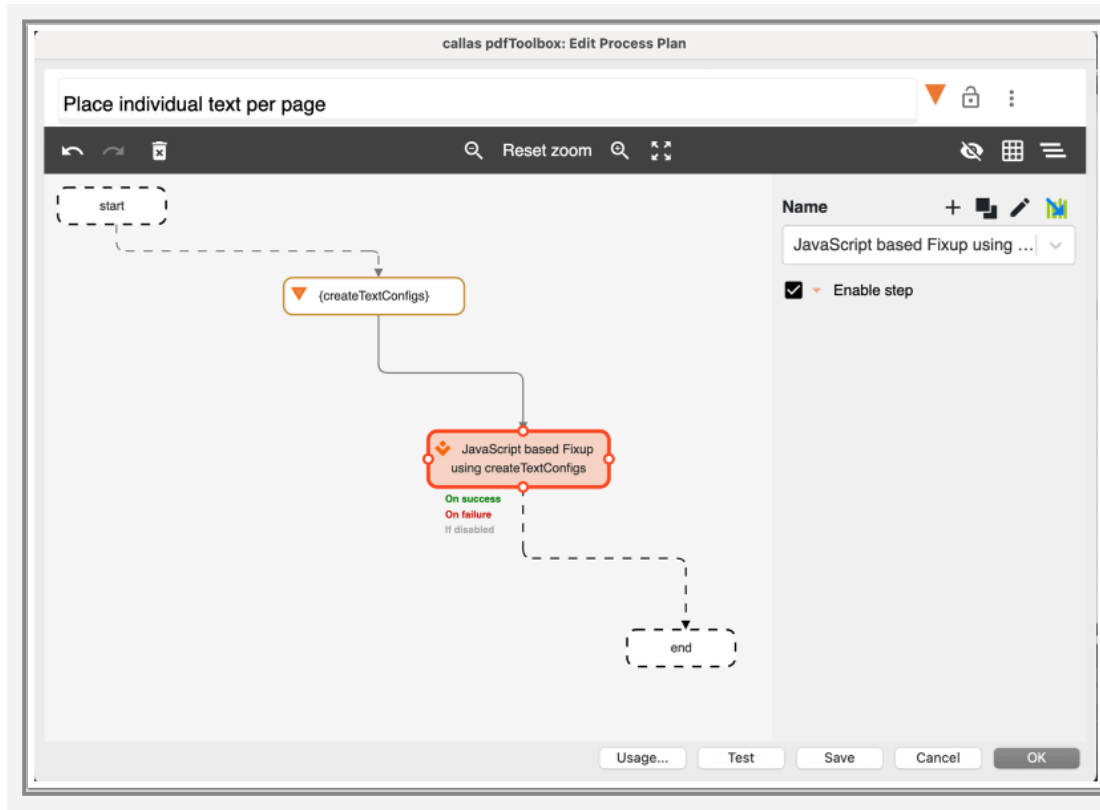 callas pdfToolbox: Edit Process Plan
Place individual text per page
Reset zoom
start
Name
JavaScript based Fixup using ...
{createTextConfigs}
Enable step
JavaScript based Fixup
using createTextConfigs
On success
On failure
If disabled
end
Usage...
Test
Save
Cancel
OK